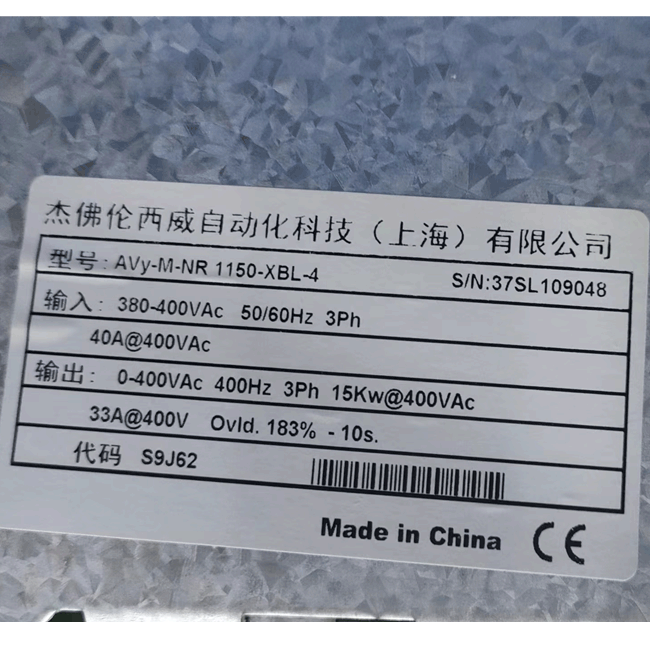 杰佛伦西威自动化科技（上海）有限公司
型号: AVy-M-NR 1150-XBL-4 S/N:37SL109048
输入: 380-400VAc 50/60Hz 3Ph
40A@400VAc
输出: 0-400VAc 400Hz 3Ph 15Kw@400VAc
33A@400V Ovld. 183% - 10s.
代码 S9J62
Made in China CE